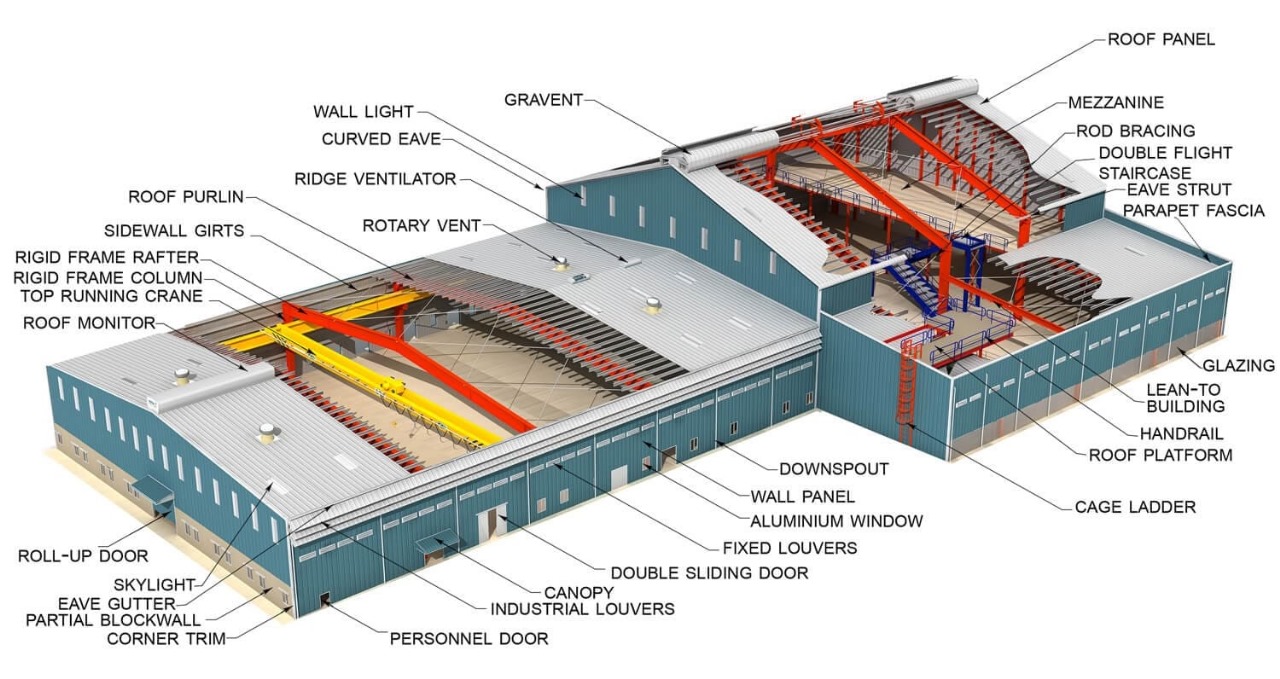 ROOF PANEL
GRAVENT
MEZZANINE
WALL LIGHT
ROD BRACING
CURVED EAVE
DOUBLE FLIGHT
STAIRCASE
RIDGE VENTILATOR
EAVE STRUT
ROOF PURLIN
PARAPET FASCIA
ROTARY VENT
SIDEWALL GIRTS
RIGID FRAME RAFTER
RIGID FRAME COLUMN
TOP RUNNING CRANE
ROOF MONITOR
GLAZING
LEAN-TO
BUILDING
HANDRAIL
ROOF PLATFORM
DOWNSPOUT
WALL PANEL
CAGE LADDER
ALUMINIUM WINDOW
FIXED LOUVERS
ROLL-UP DOOR
DOUBLE SLIDING DOOR
SKYLIGHT
CANOPY
EAVE GUTTER
INDUSTRIAL LOUVERS
PARTIAL BLOCKWALL
CORNER TRIM
PERSONNEL DOOR